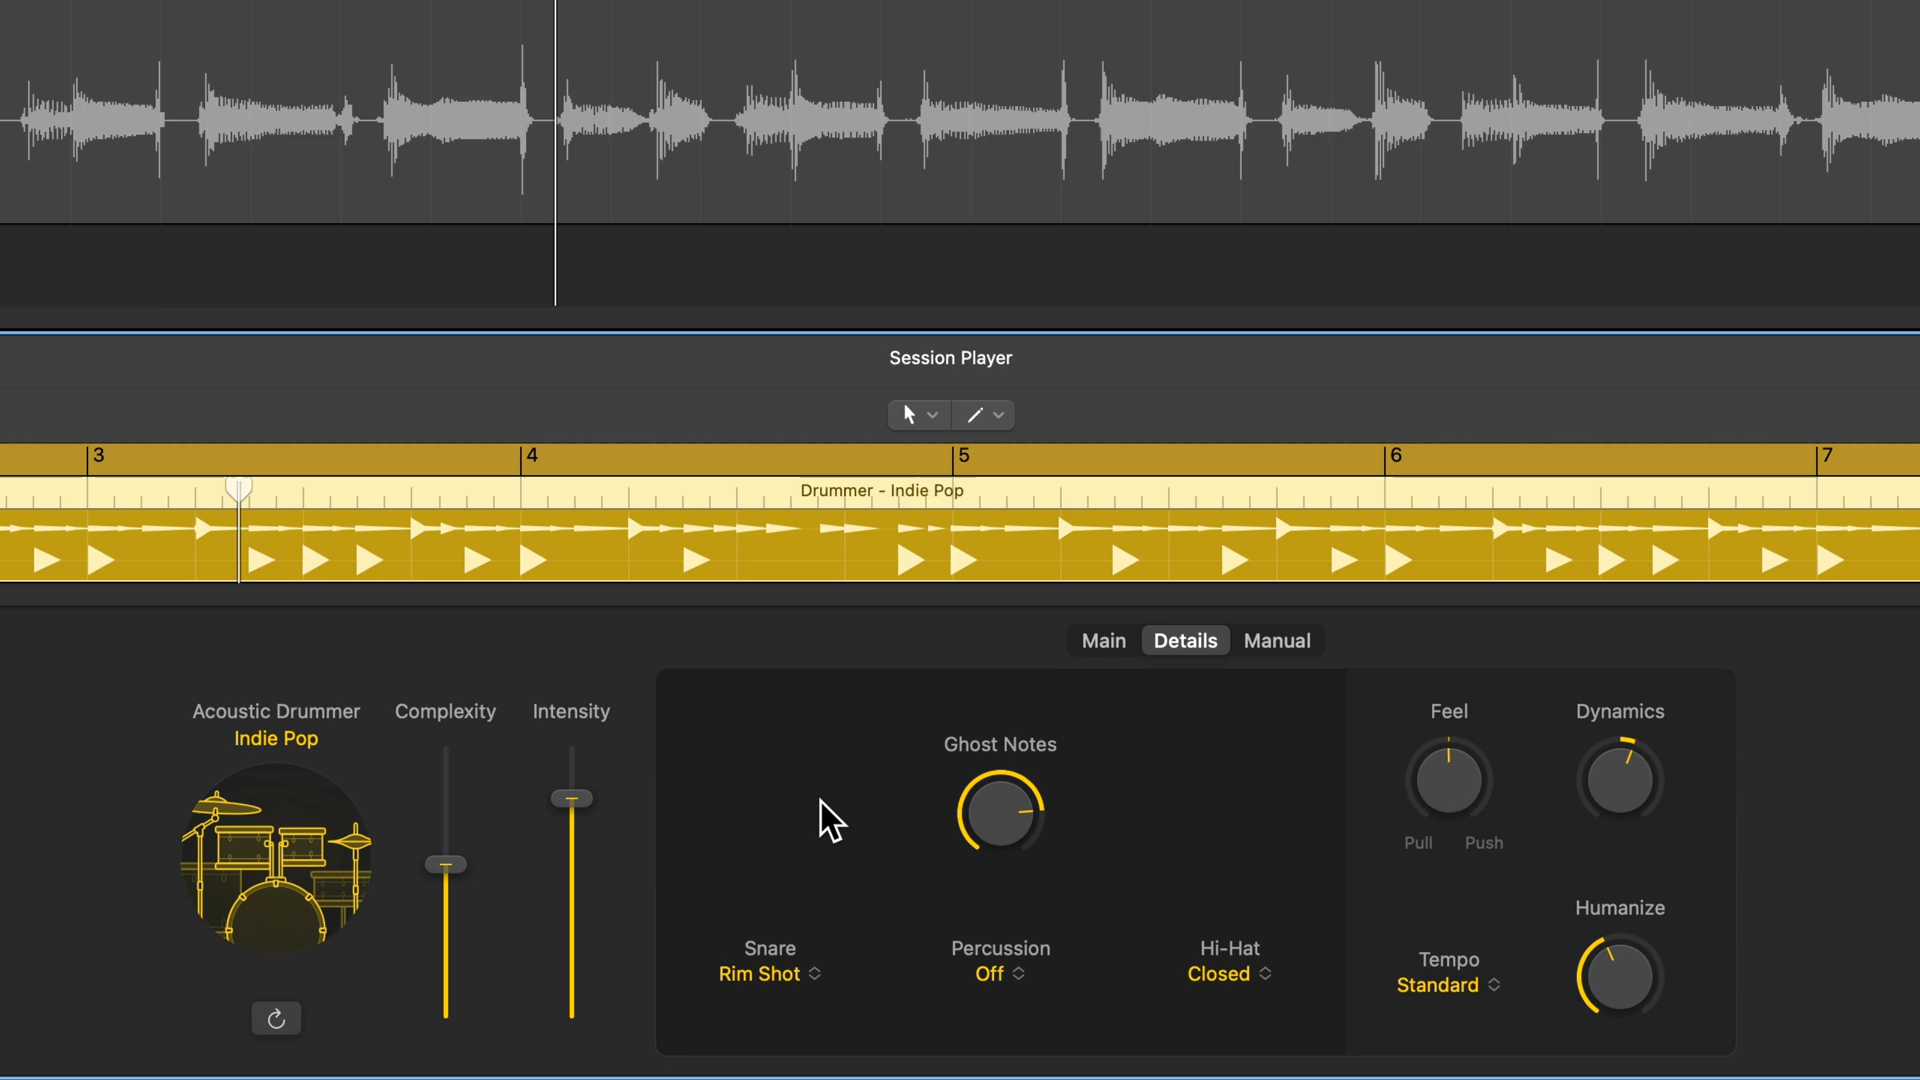 Session Player
3 4 5 6 7
Drummer - Indie Pop
Main Details Manual
Acoustic Drummer
Indie Pop
Complexity
Intensity
Ghost Notes
Snare
Rim Shot
Percussion
Off
Hi-Hat
Closed
Feel
Pull Push
Dynamics
Tempo
Standard
Humanize